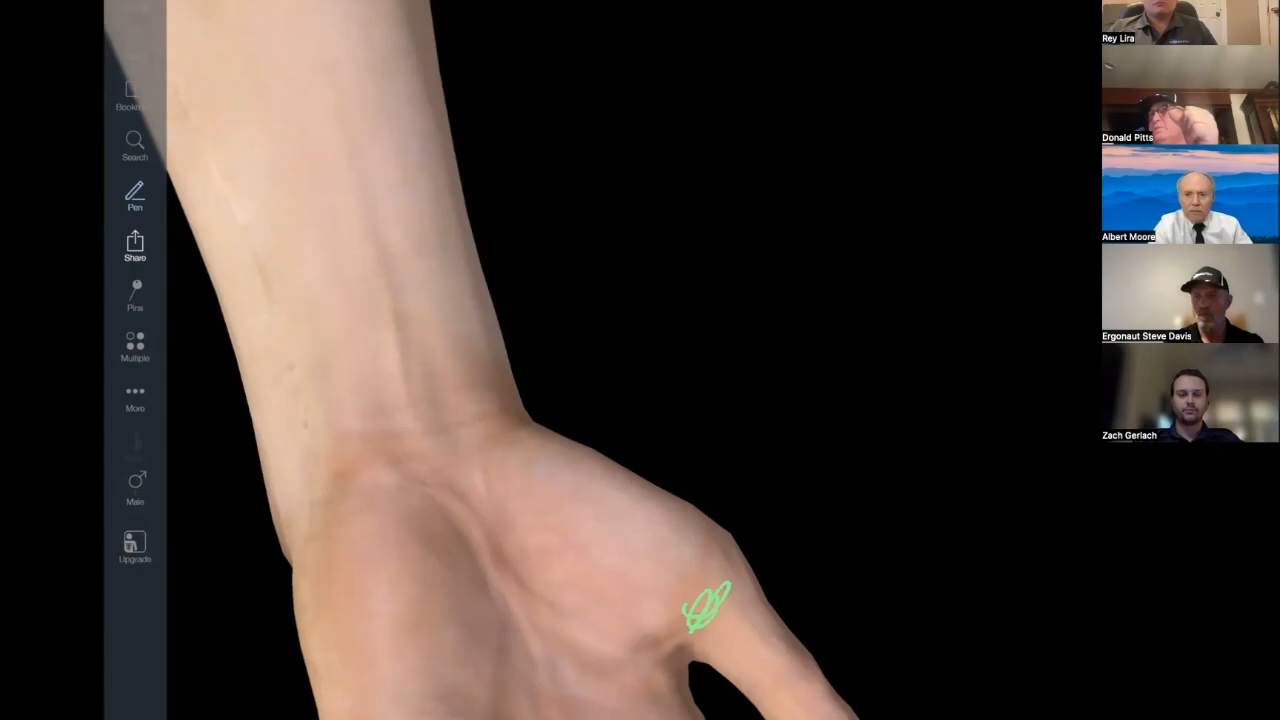 Bookm
Search
Pen
Share
Pins
Multiple
More
Male
Upgrade
Rey Lira
Donald Pitts
Albert Moore
Ergonaut Steve Davis
Zach Gerlach